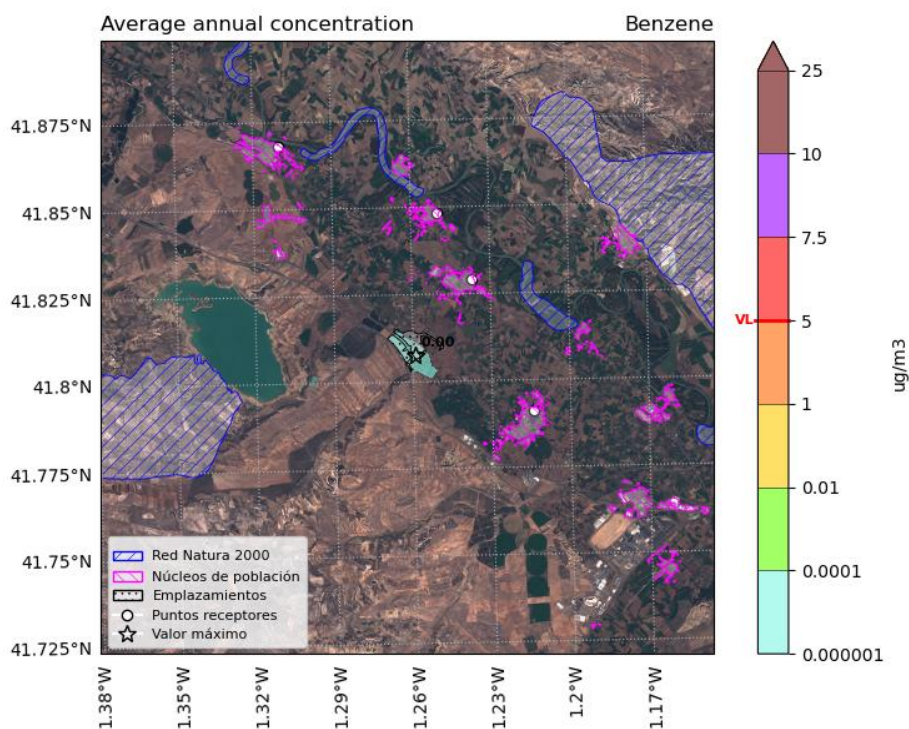 Average annual concentration
Benzene
41.875°N
41.85°N
41.825°N
41.8°N
41.775°N
41.75°N
41.725°N
0.00
Red Natura 2000
Núcleos de población
Emplazamientos
Puntos receptores
Valor máximo
1.38°W
1.35°W
1.32°W
1.29°W
1.26°W
1.23°W
1.2°W
1.17°W
25
10
7.5
VL
5
1
0.01
0.0001
0.000001
ug/m3